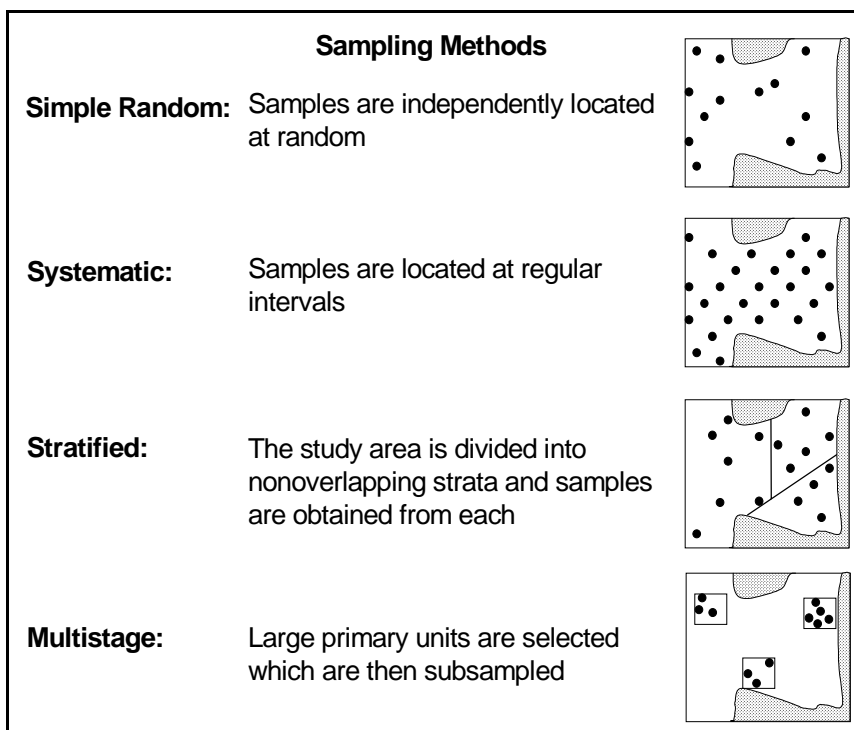 Sampling Methods
Simple Random: Samples are independently located
at random
Systematic: Samples are located at regular
intervals
Stratified: The study area is divided into
nonoverlapping strata and samples
are obtained from each
Multistage: Large primary units are selected
which are then subsampled